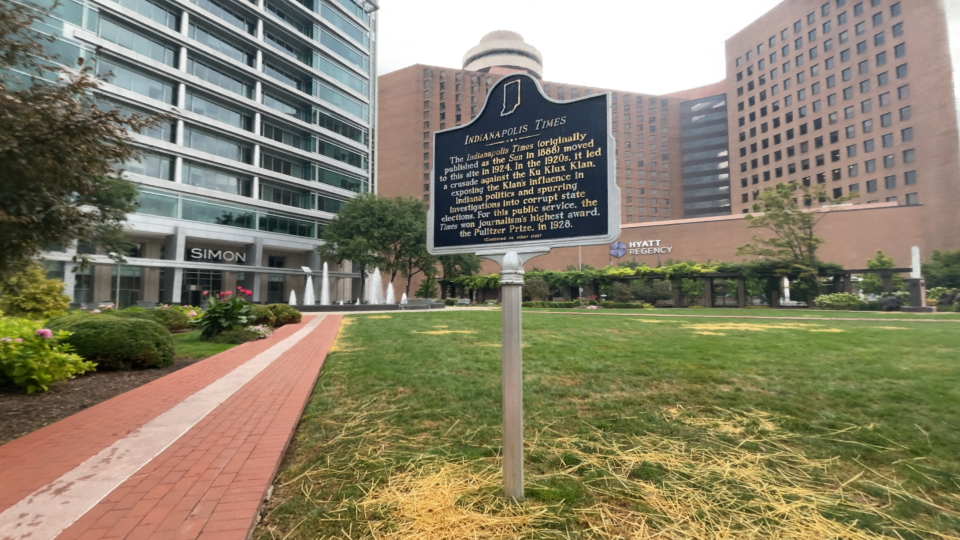 INDIANAPOLIS TIMES
The Indianapolis Times (originally
published as the Sun in 1888) moved
to this site in 1924. In the 1920s, it led
a crusade against the Ku Klux Klan,
exposing the Klan's influence in
Indiana politics and spurring
investigations into corrupt state
elections. For this public service, the
Times won journalism's highest award,
the Pulitzer Prize, in 1928.
(Continued on other side)
SIMON
HYATT
REGENCY